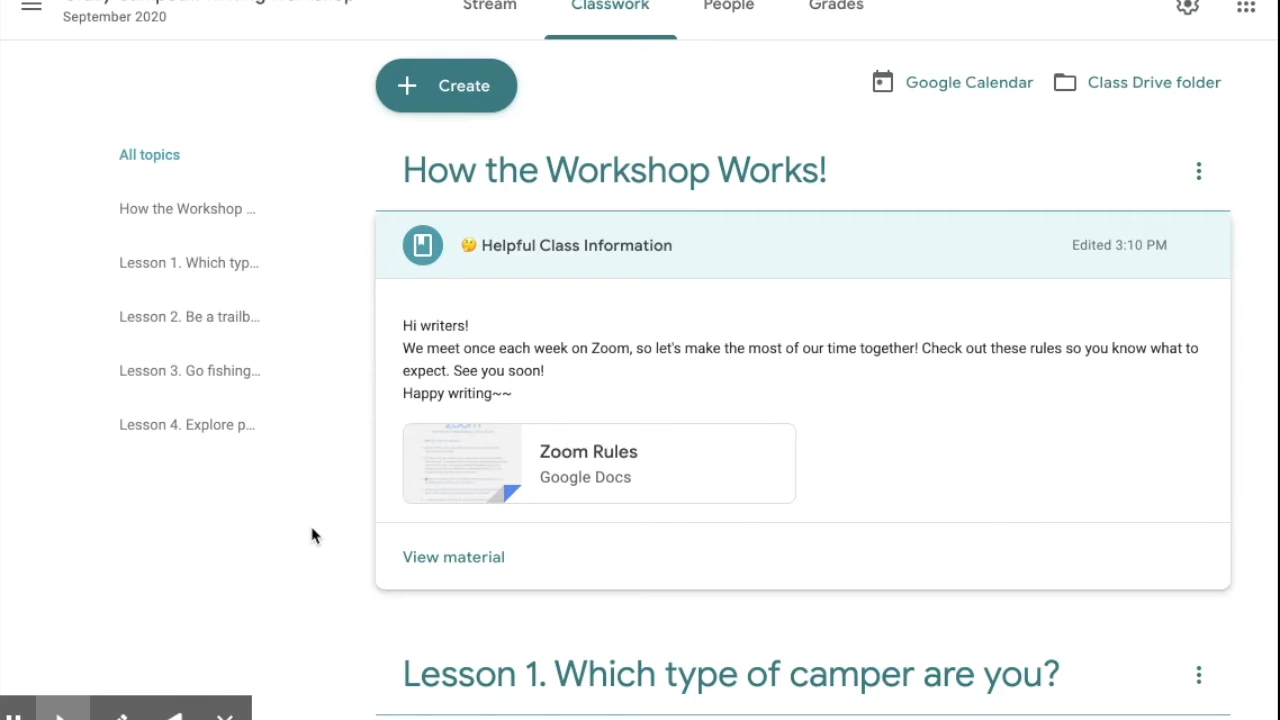 September 2020
Stream
Classwork
People
Grades
Create
Google Calendar
Class Drive folder
All topics
How the Workshop ...
Lesson 1. Which typ...
Lesson 2. Be a trailb...
Lesson 3. Go fishing...
Lesson 4. Explore p...
How the Workshop Works!
🤔 Helpful Class Information
Edited 3:10 PM
Hi writers!
We meet once each week on Zoom, so let's make the most of our time together! Check out these rules so you know what to
expect. See you soon!
Happy writing~~
Zoom Rules
Google Docs
View material
Lesson 1. Which type of camper are you?